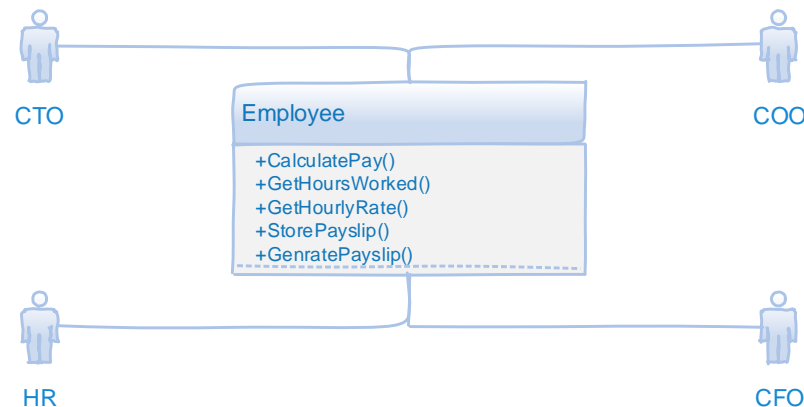 CTO
COO
Employee
+CalculatePay()
+GetHoursWorked()
+GetHourlyRate()
+StorePayslip()
+GenratePayslip()
HR
CFO